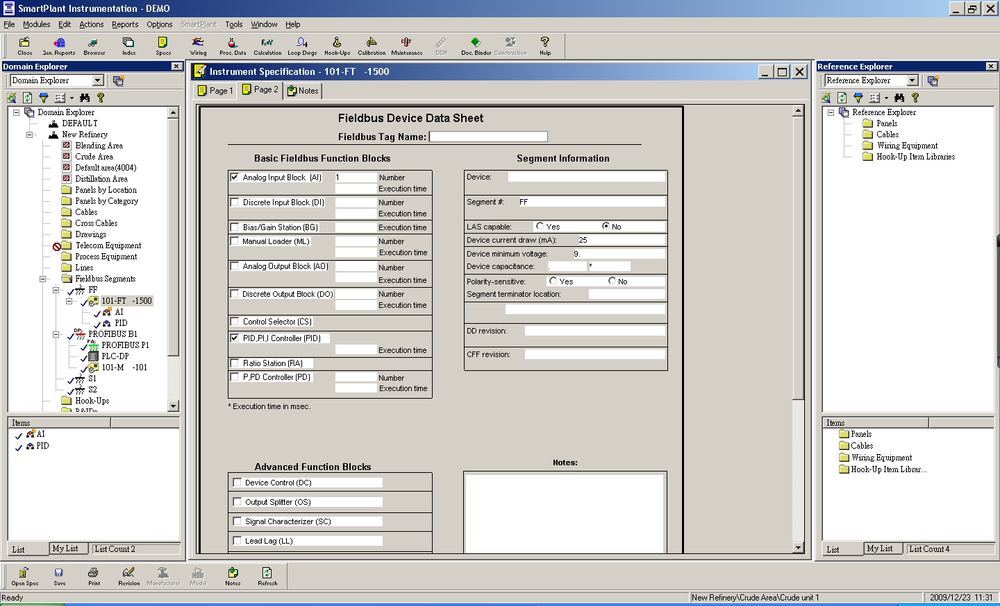 SmartPlant Instrumentation - DEMO
File Modules Edit Actions Reports Options SmartPlant Tools Window Help
Close Gen. Reports Browser Index Specs Wiring Proc. Data Calculation Loop Dwgs Hook-Ups Calibration Maintenance DDP Doc. Binder Construction Help
Domain Explorer
Domain Explorer
Domain Explorer
DEFAULT
New Refinery
Blending Area
Crude Area
Default area(4004)
Distillation Area
Panels by Location
Panels by Category
Cables
Cross Cables
Drawings
Telecom Equipment
Process Equipment
Lines
Fieldbus Segments
FF
101-FT -1500
AI
PID
DP
PROFIBUS B1
PA
PROFIBUS P1
PLC-DP
101-M -101
S1
S2
Hook-Ups
P&IDs
Items
AI
PID
List My List List Count 2
Instrument Specification - 101-FT -1500
Page 1 Page 2 Notes
Fieldbus Device Data Sheet
Fieldbus Tag Name:
Basic Fieldbus Function Blocks
Analog Input Block (AI) 1 Number
Execution time
Discrete Input Block (DI) Number
Execution time
Bias/Gain Station (BG) Execution time
Manual Loader (ML) Number
Execution time
Analog Output Block (AO) Number
Execution time
Discrete Output Block (DO) Number
Execution time
Control Selector (CS)
PID,PI,I Controller (PID)
Execution time
Ratio Station (RA)
P,PD Controller (PD) Number
Execution time
* Execution time in msec.
Segment Information
Device:
Segment #: FF
LAS capable: Yes No
Device current draw (mA): 25
Device minimum voltage: 9.
Device capacitance: . *
Polarity-sensitive: Yes No
Segment terminator location:
DD revision:
CFF revision:
Advanced Function Blocks
Device Control (DC)
Output Splitter (OS)
Signal Characterizer (SC)
Lead Lag (LL)
Notes:
Reference Explorer
Reference Explorer
Reference Explorer
Panels
Cables
Wiring Equipment
Hook-Up Item Libraries
Items
Panels
Cables
Wiring Equipment
Hook-Up Item Librar...
List My List List Count 4
Open Spec Save Print Revision Manufacturer Model Notes Refresh
Ready New Refinery\Crude Area\Crude unit 1 2009/12/23 11:31